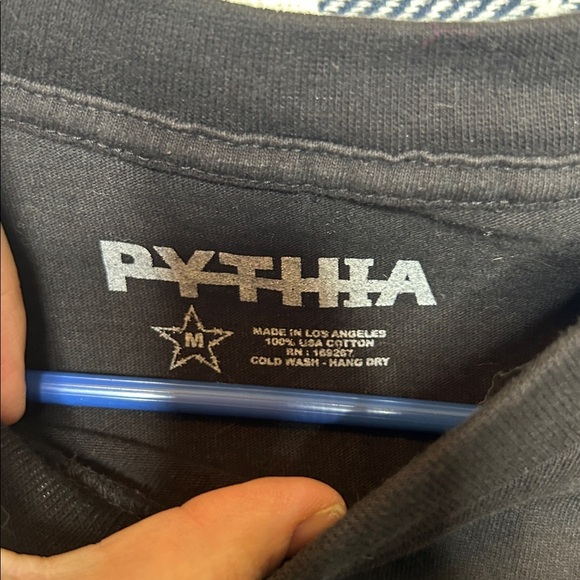 PYTHIA
M
MADE IN LOS ANGELES
100% USA COTTON
RN : 169267
COLD WASH - HANG DRY